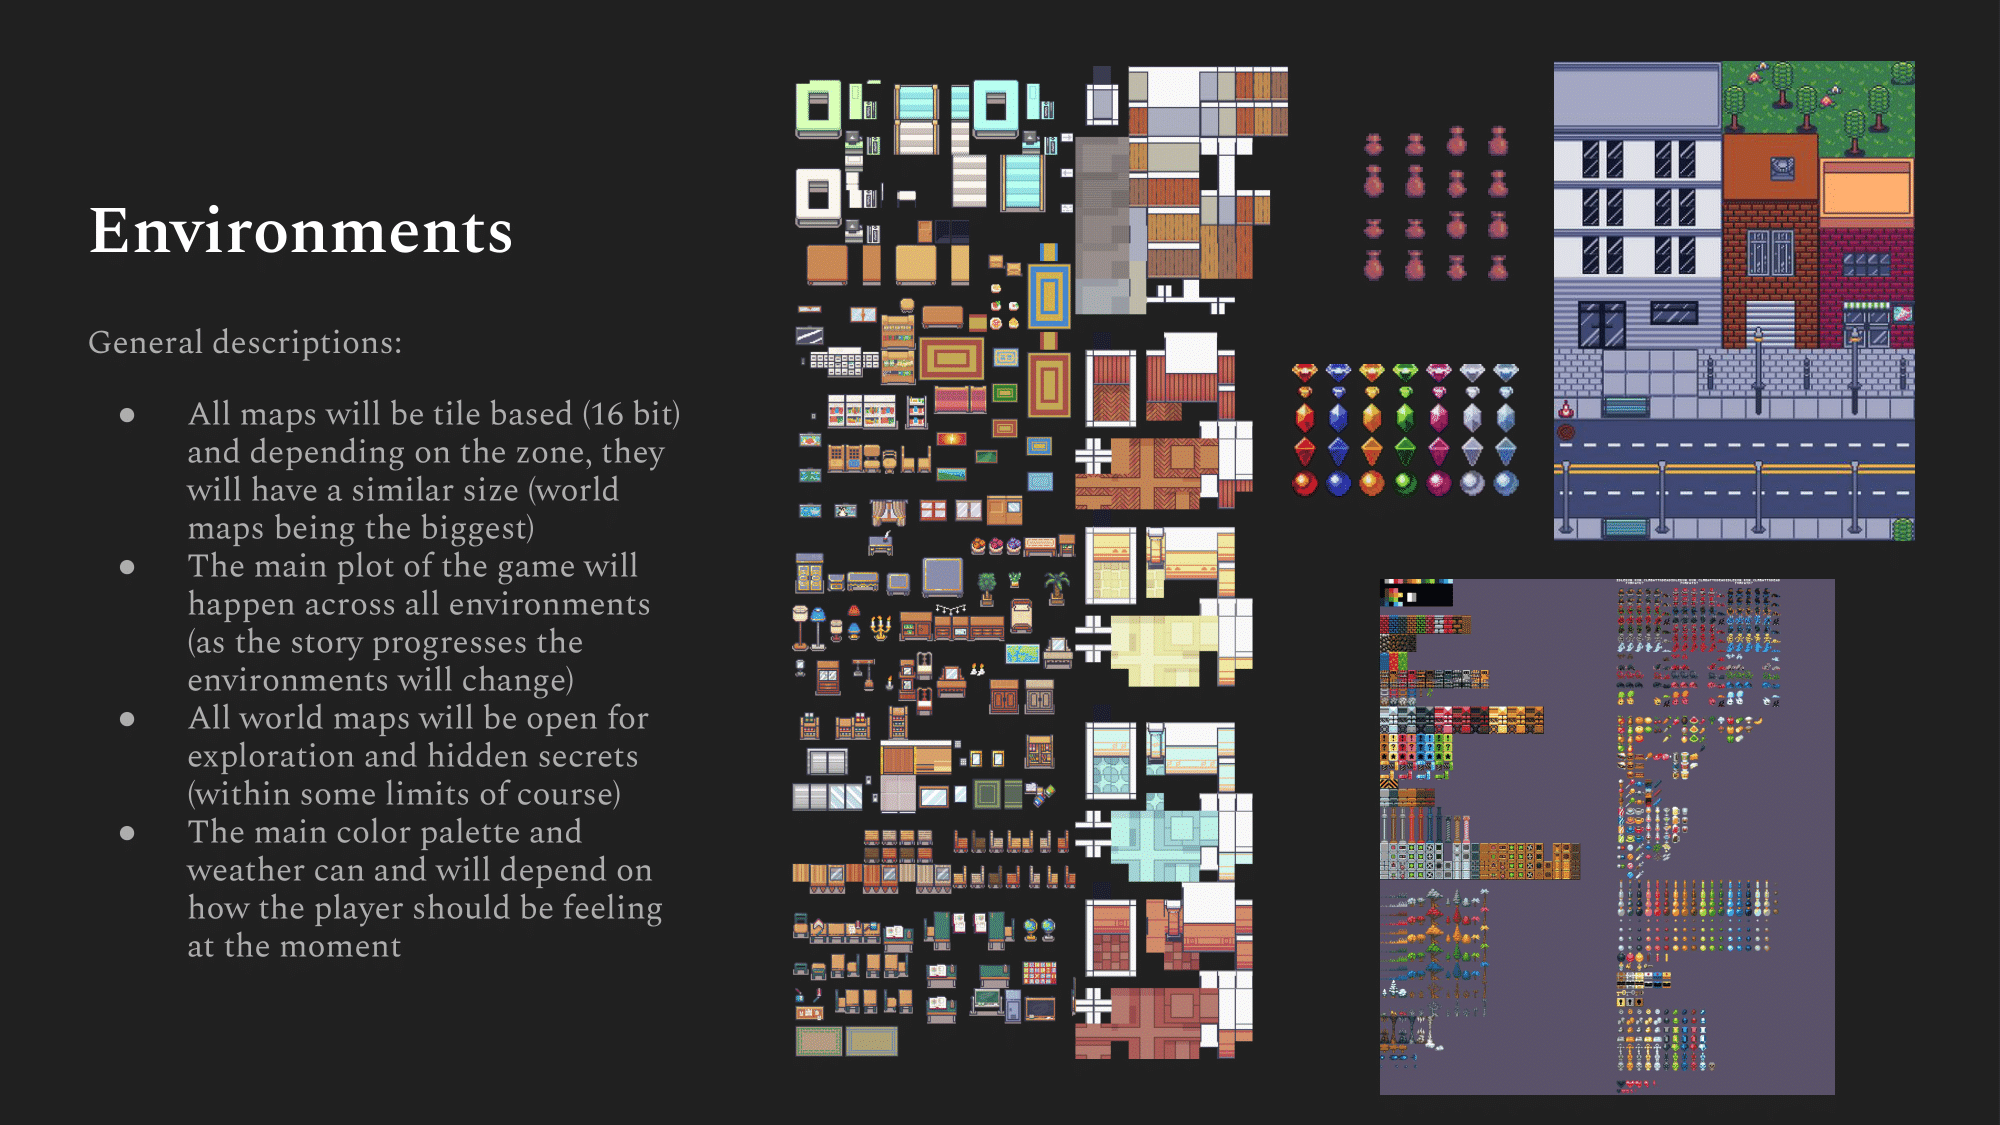 Environments
General descriptions:
● All maps will be tile based (16 bit)
and depending on the zone, they
will have a similar size (world
maps being the biggest)
● The main plot of the game will
happen across all environments
(as the story progresses the
environments will change)
● All world maps will be open for
exploration and hidden secrets
(within some limits of course)
● The main color palette and
weather can and will depend on
how the player should be feeling
at the moment